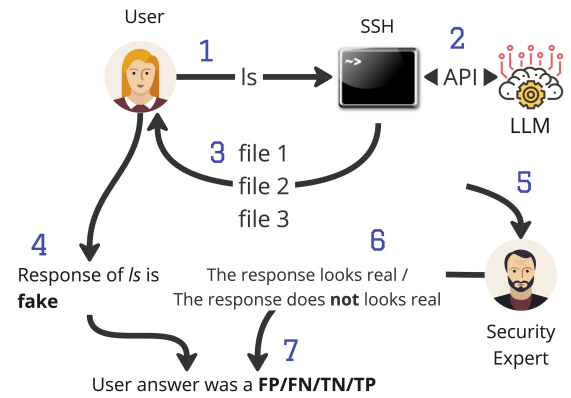 User
SSH
1
2
ls
~>
API
LLM
3
file 1
file 2
file 3
4
5
6
Response of ls is
fake
The response looks real /
The response does not looks real
Security
Expert
7
User answer was a FP/FN/TN/TP